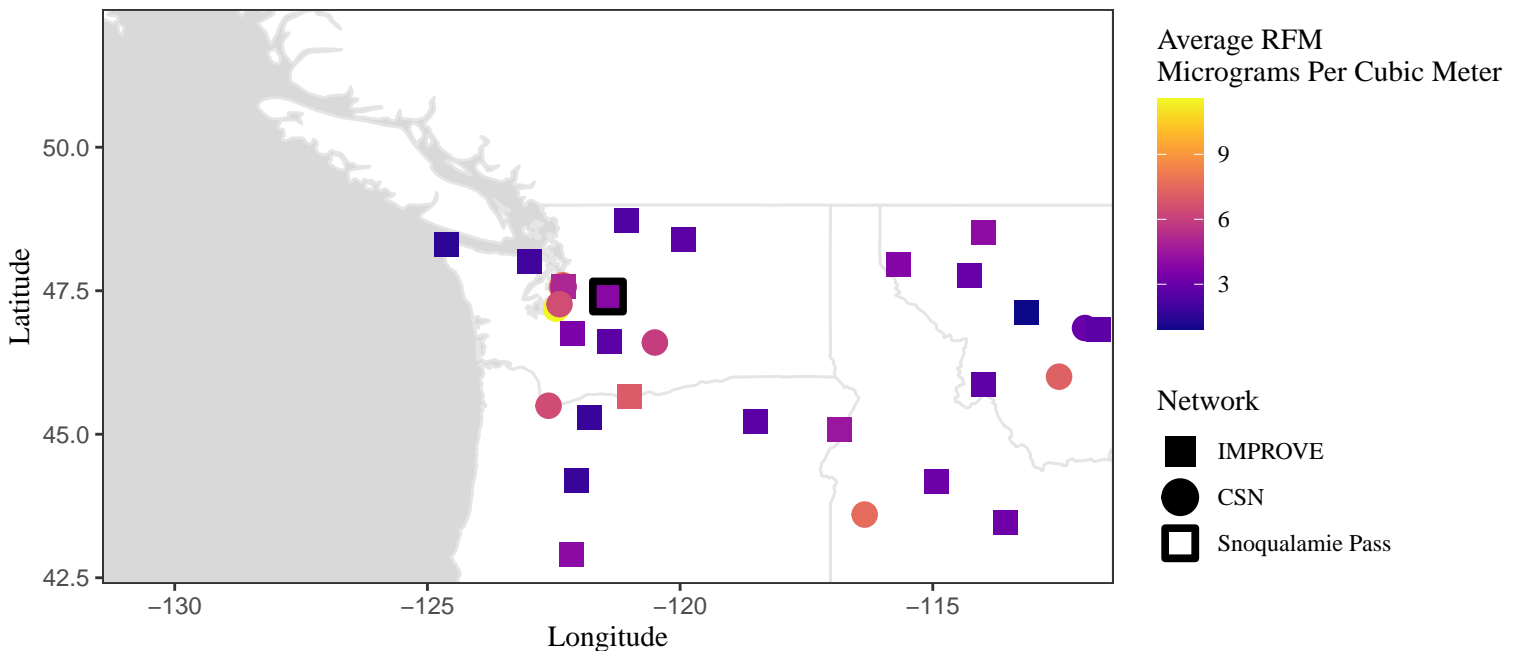 Average RFM
Micrograms Per Cubic Meter
9
6
3
Network
IMPROVE
CSN
Snoqualamie Pass
Latitude
50.0
47.5
45.0
42.5
−130
−125
−120
−115
Longitude